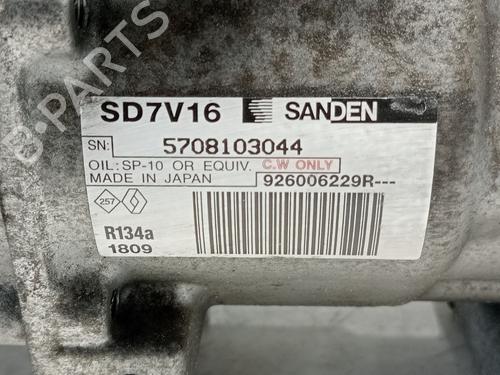 B-PARTS
SD7V16 SANDEN
SN: 5708103044
OIL: SP-10 OR EQUIV. C.W ONLY
MADE IN JAPAN 926006229R---
257
R134a
1809